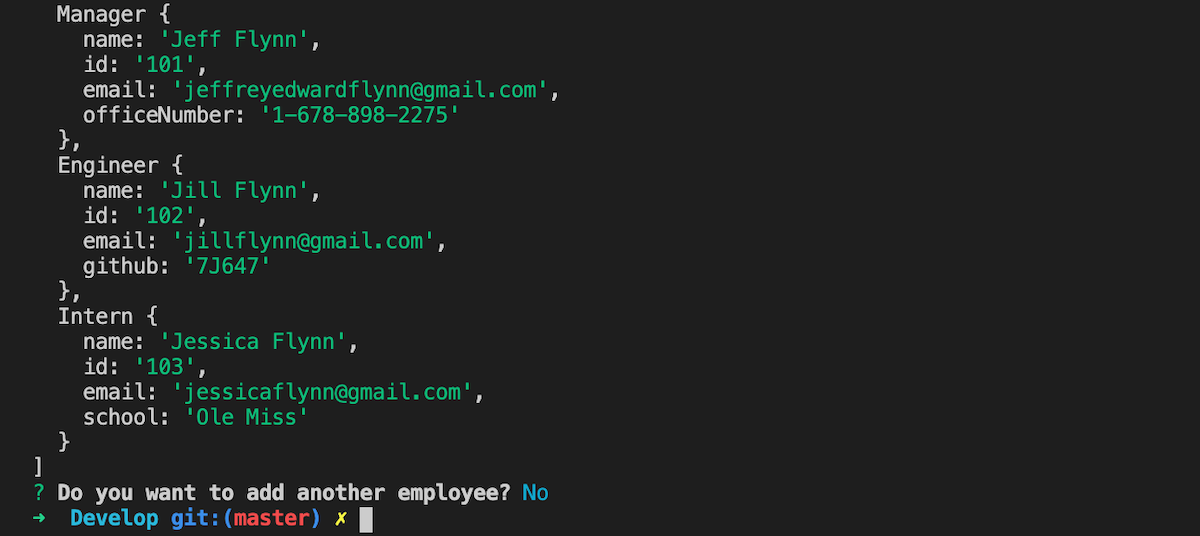 Manager {
name: 'Jeff Flynn',
id: '101',
email: 'jeffreyedwardflynn@gmail.com',
officeNumber: '1-678-898-2275'
},
Engineer {
name: 'Jill Flynn',
id: '102',
email: 'jillflynn@gmail.com',
github: '7J647'
},
Intern {
name: 'Jessica Flynn',
id: '103',
email: 'jessicaflynn@gmail.com',
school: 'Ole Miss'
}
]
? Do you want to add another employee? No
➜ Develop git:(master) ✗